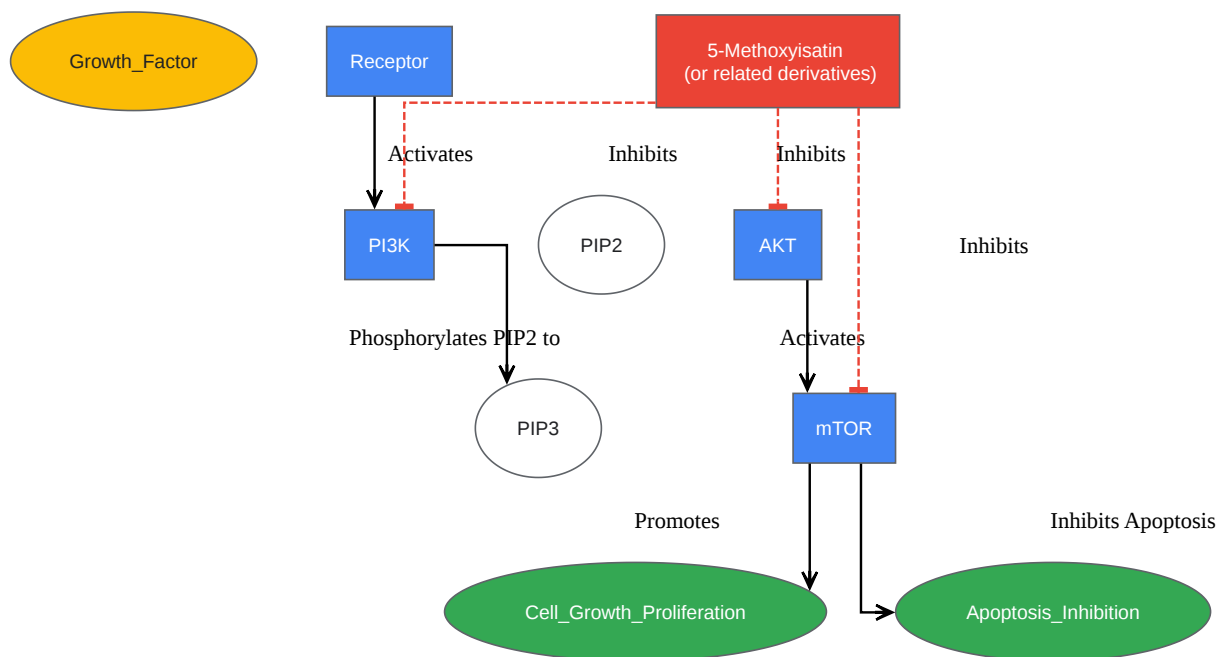 Growth_Factor
Receptor
5-Methoxyisatin
(or related derivatives)
Activates
Inhibits
Inhibits
PI3K
PIP2
AKT
Inhibits
Phosphorylates PIP2 to
Activates
PIP3
mTOR
Promotes
Inhibits Apoptosis
Cell_Growth_Proliferation
Apoptosis_Inhibition